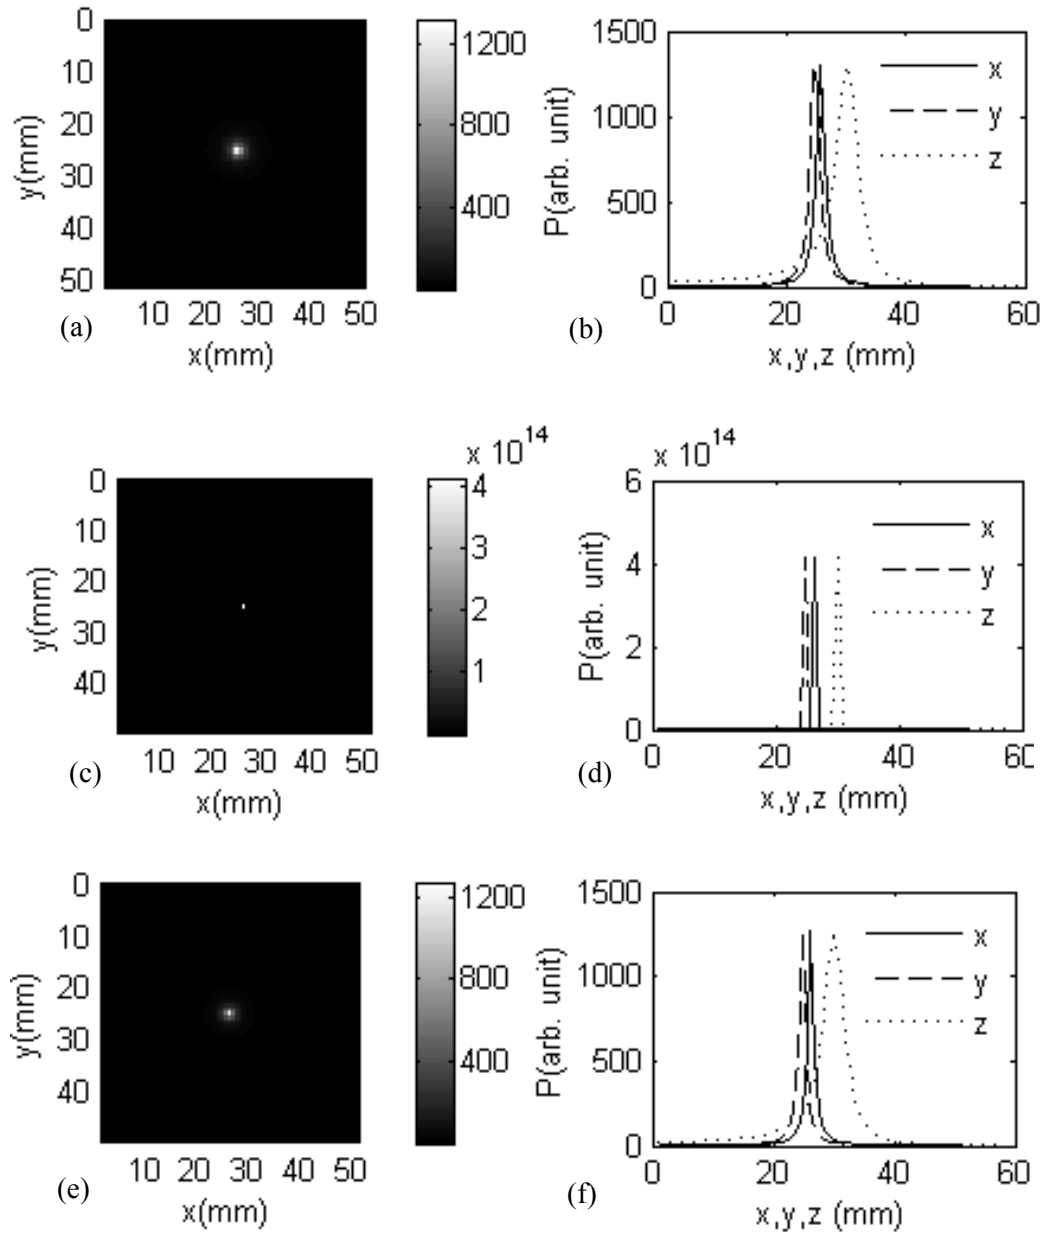 0
10
20
30
40
50
y(mm)
10 20 30 40 50
x(mm)
(a)
1200
800
400
1500
1000
500
0
P(arb. unit)
x
y
z
0 20 40 60
x,y,z (mm)
(b)
0
10
20
30
40
y(mm)
10 20 30 40 50
x(mm)
(c)
x 10^14
4
3
2
1
x 10^14
6
4
2
0
P(arb. unit)
x
y
z
0 20 40 60
x,y,z (mm)
(d)
0
10
20
30
40
y(mm)
10 20 30 40 50
x(mm)
(e)
1200
800
400
1500
1000
500
0
P(arb. unit)
x
y
z
0 20 40 60
x,y,z (mm)
(f)